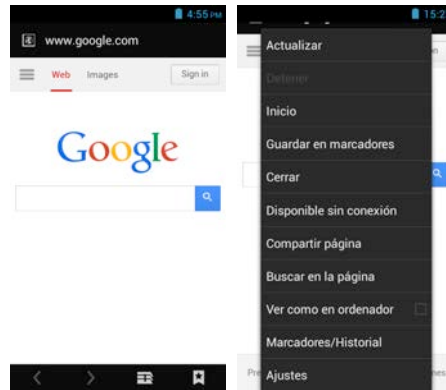 4:55 PM
www.google.com
Web Images Sign in
Google
15:2
Actualizar
Detener
Inicio
Guardar en marcadores
Cerrar
Disponible sin conexión
Compartir página
Buscar en la página
Ver como en ordenador
Marcadores/Historial
Ajustes